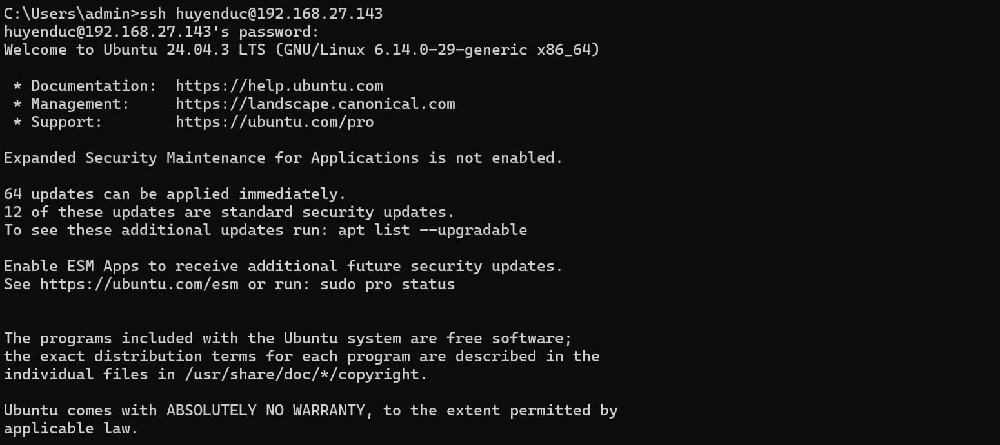 C:\Users\admin>ssh huyenduc@192.168.27.143
huyenduc@192.168.27.143's password:
Welcome to Ubuntu 24.04.3 LTS (GNU/Linux 6.14.0-29-generic x86_64)
* Documentation:  https://help.ubuntu.com
* Management:     https://landscape.canonical.com
* Support:        https://ubuntu.com/pro
Expanded Security Maintenance for Applications is not enabled.
64 updates can be applied immediately.
12 of these updates are standard security updates.
To see these additional updates run: apt list --upgradable
Enable ESM Apps to receive additional future security updates.
See https://ubuntu.com/esm or run: sudo pro status
The programs included with the Ubuntu system are free software;
the exact distribution terms for each program are described in the
individual files in /usr/share/doc/*/copyright.
Ubuntu comes with ABSOLUTELY NO WARRANTY, to the extent permitted by
applicable law.